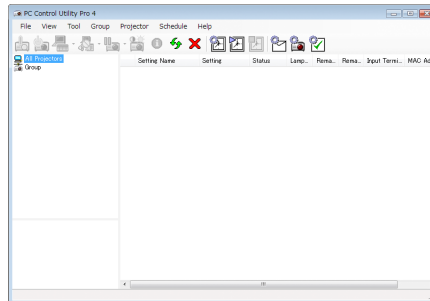 PC Control Utility Pro 4
File View Tool Group Projector Schedule Help
All Projectors
Group
Setting Name Setting Status Lamp... Rema... Rema... Input Termi... MAC Ad